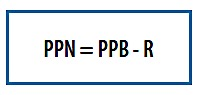 PPN = PPB - R